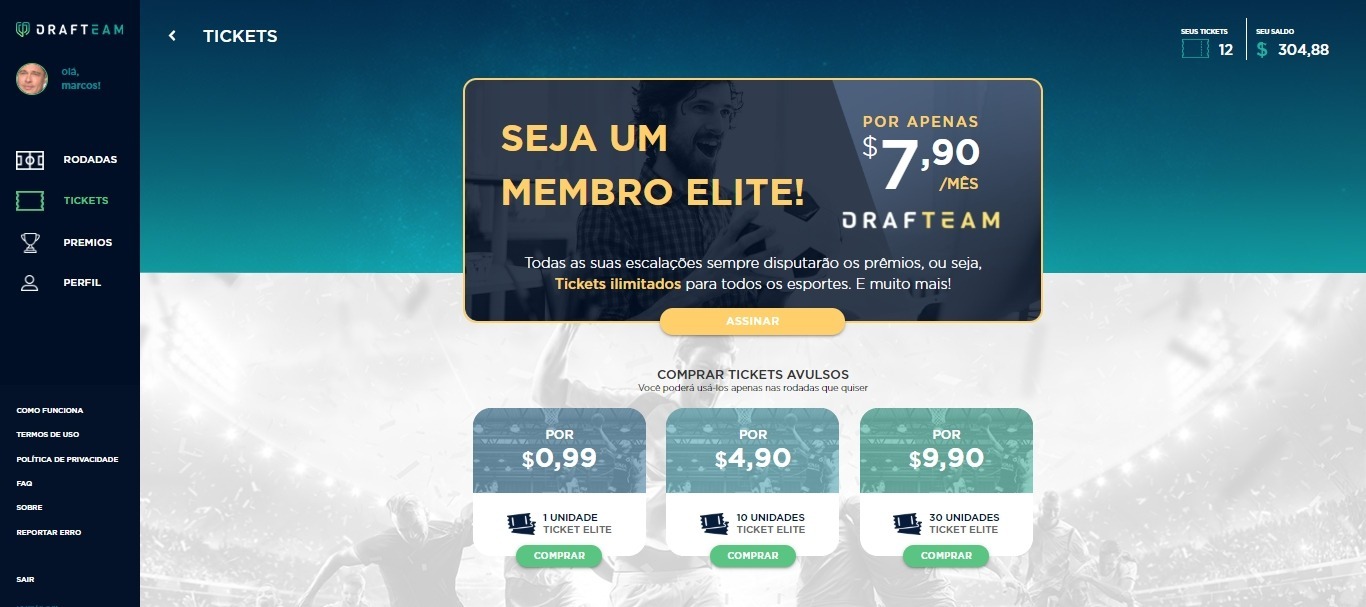 DRAFTEAM
olá,
marcos!
RODADAS
TICKETS
PREMIOS
PERFIL
COMO FUNCIONA
TERMOS DE USO
POLÍTICA DE PRIVACIDADE
FAQ
SOBRE
REPORTAR ERRO
SAIR
TICKETS
SEUS TICKETS
12
SEU SALDO
$ 304,88
SEJA UM
MEMBRO ELITE!
POR APENAS
$7,90
/MÊS
DRAFTEAM
Todas as suas escalações sempre disputarão os prêmios, ou seja,
Tickets ilimitados para todos os esportes. E muito mais!
ASSINAR
COMPRAR TICKETS AVULSOS
Você poderá usá-los apenas nas rodadas que quiser
POR
$0,99
1 UNIDADE
TICKET ELITE
COMPRAR
POR
$4,90
10 UNIDADES
TICKET ELITE
COMPRAR
POR
$9,90
30 UNIDADES
TICKET ELITE
COMPRAR